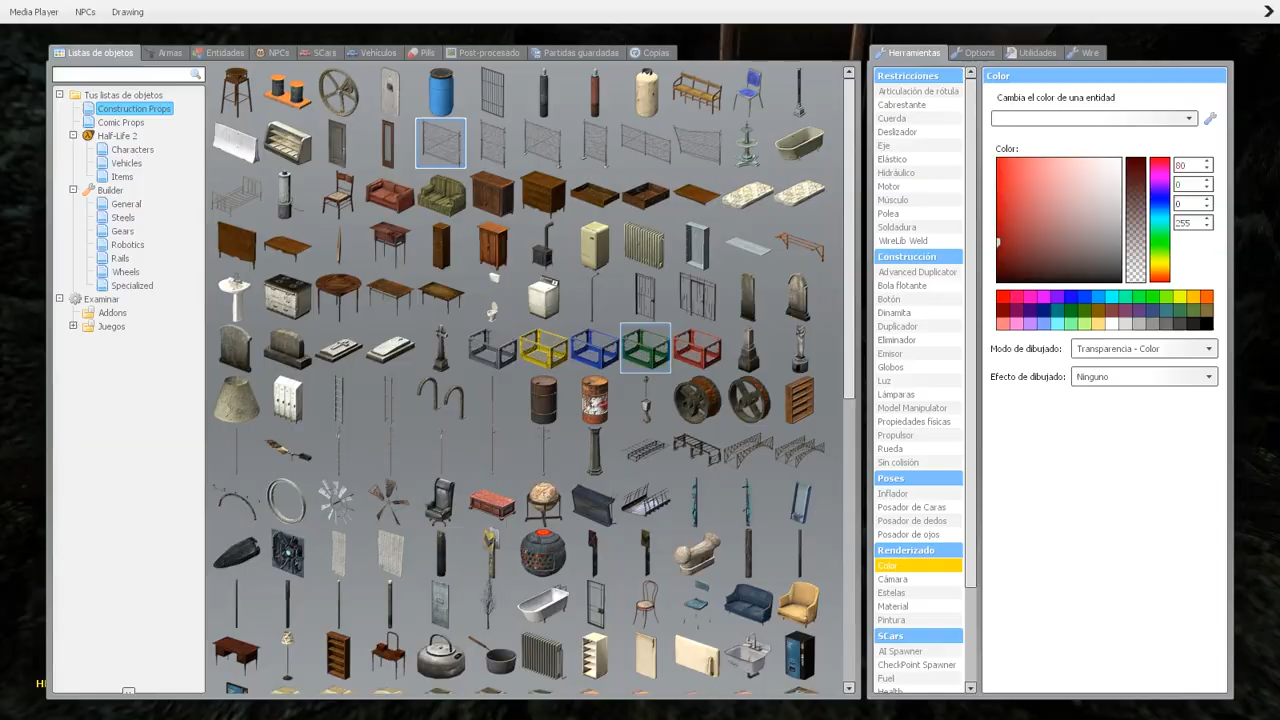 Media Player NPCs Drawing
Listas de objetos Armas Entidades NPCs SCars Vehículos Pills Post-procesado Partidas guardadas Copias
Tus listas de objetos
Construction Props
Comic Props
Half-Life 2
Characters
Vehicles
Items
Builder
General
Steels
Gears
Robotics
Rails
Wheels
Specialized
Examinar
Addons
Juegos
Herramientas Options Utilidades Wire
Restricciones
Articulación de rótula
Cabrestante
Cuerda
Deslizador
Eje
Elástico
Hidráulico
Motor
Músculo
Polea
Soldadura
WireLib Weld
Construcción
Advanced Duplicator
Bola flotante
Botón
Dinamita
Duplicador
Eliminador
Emisor
Globos
Luz
Lámparas
Model Manipulator
Propiedades físicas
Propulsor
Rueda
Sin colisión
Poses
Inflador
Posador de Caras
Posador de dedos
Posador de ojos
Renderizado
Color
Cámara
Estelas
Material
Pintura
SCars
AI Spawner
CheckPoint Spawner
Fuel
Health
Color
Cambia el color de una entidad
Color:
80
0
0
255
Modo de dibujado: Transparencia - Color
Efecto de dibujado: Ninguno